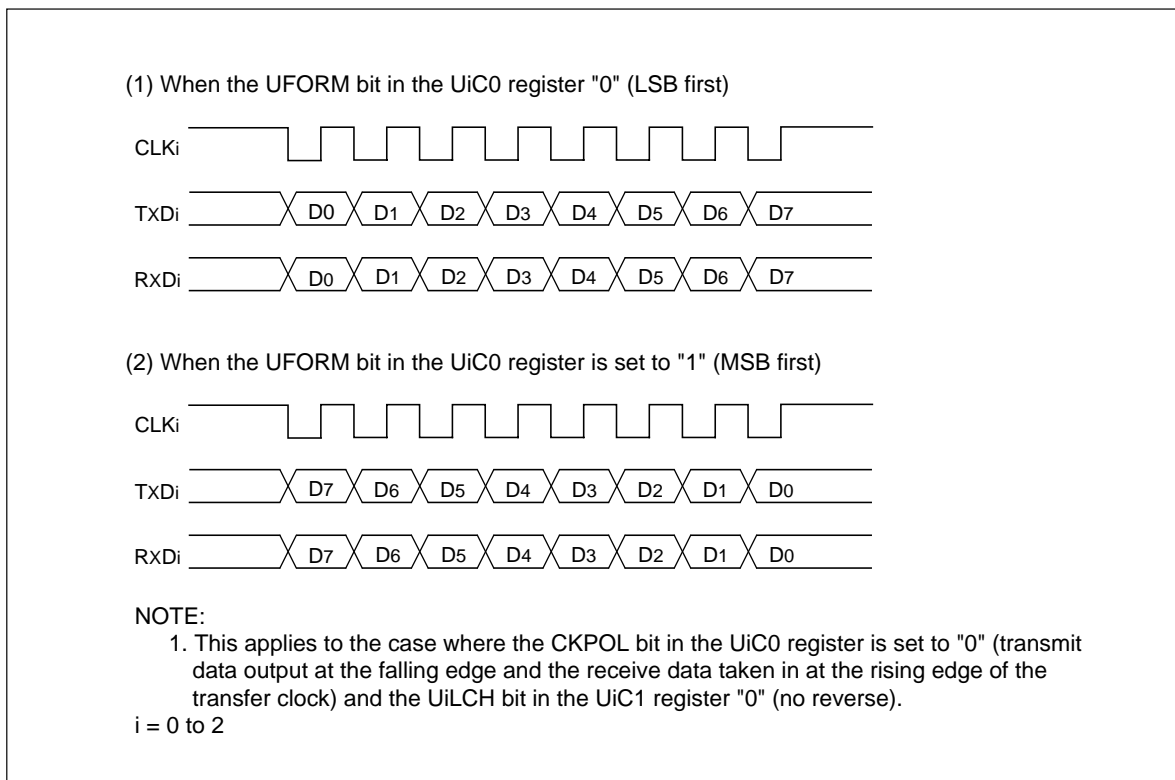 (1) When the UFORM bit in the UiC0 register "0" (LSB first)
CLKi
TXDi D0 D1 D2 D3 D4 D5 D6 D7
RXDi D0 D1 D2 D3 D4 D5 D6 D7
(2) When the UFORM bit in the UiC0 register is set to "1" (MSB first)
CLKi
TXDi D7 D6 D5 D4 D3 D2 D1 D0
RXDi D7 D6 D5 D4 D3 D2 D1 D0
NOTE:
1. This applies to the case where the CKPOL bit in the UiC0 register is set to "0" (transmit
data output at the falling edge and the receive data taken in at the rising edge of the
transfer clock) and the UiLCH bit in the UiC1 register "0" (no reverse).
i = 0 to 2